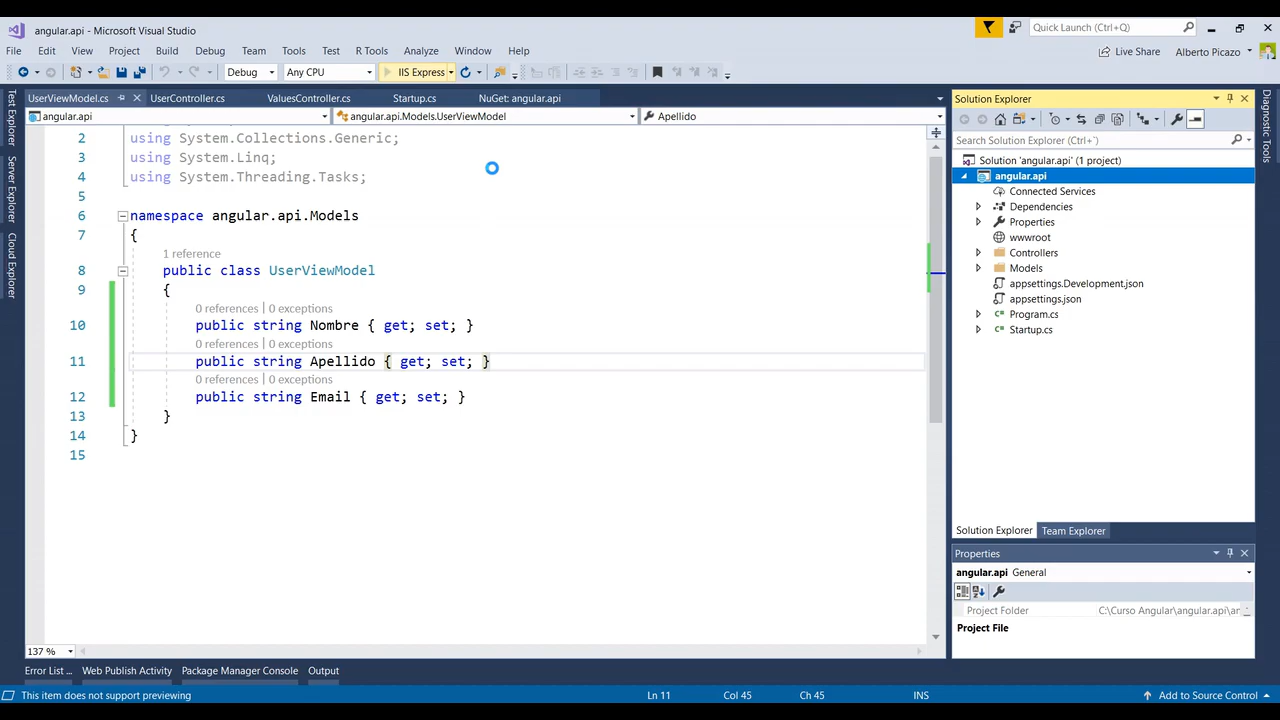 angular.api - Microsoft Visual Studio
Quick Launch (Ctrl+Q)
File Edit View Project Build Debug Team Tools Test R Tools Analyze Window Help
Live Share
Alberto Picazo
Debug
Any CPU
IIS Express
Test Explorer
Server Explorer
Cloud Explorer
UserViewModel.cs
UserController.cs
ValuesController.cs
Startup.cs
NuGet: angular.api
angular.api
angular.api.Models.UserViewModel
Apellido
2 using System.Collections.Generic;
3 using System.Linq;
4 using System.Threading.Tasks;
5
6 namespace angular.api.Models
7 {
1 reference
8 public class UserViewModel
9 {
0 references | 0 exceptions
10 public string Nombre { get; set; }
0 references | 0 exceptions
11 public string Apellido { get; set; }
0 references | 0 exceptions
12 public string Email { get; set; }
13 }
14 }
15
137 %
Solution Explorer
Search Solution Explorer (Ctrl+´)
Solution 'angular.api' (1 project)
angular.api
Connected Services
Dependencies
Properties
wwwroot
Controllers
Models
appsettings.Development.json
appsettings.json
Program.cs
Startup.cs
Solution Explorer
Team Explorer
Properties
angular.api General
Project Folder C:\Curso Angular\angular.api\an
Project File
Diagnostic Tools
Error List ...
Web Publish Activity
Package Manager Console
Output
This item does not support previewing
Ln 11
Col 45
Ch 45
INS
Add to Source Control